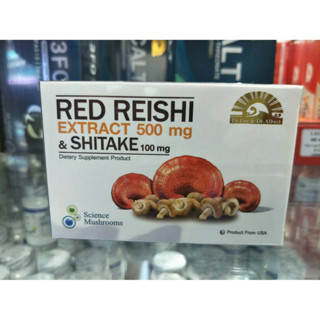 RED REISHI
EXTRACT 500 mg
& SHITAKE 100 mg
Dietary Supplement Product
Science
Mushrooms
Product From USA